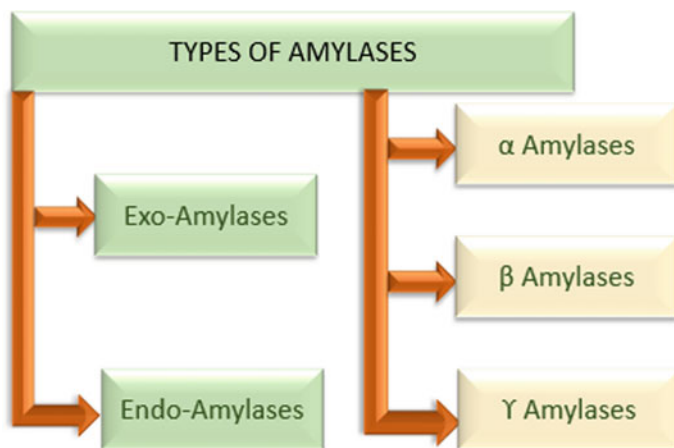 TYPES OF AMYLASES
Exo-Amylases
Endo-Amylases
α Amylases
β Amylases
ϒ Amylases